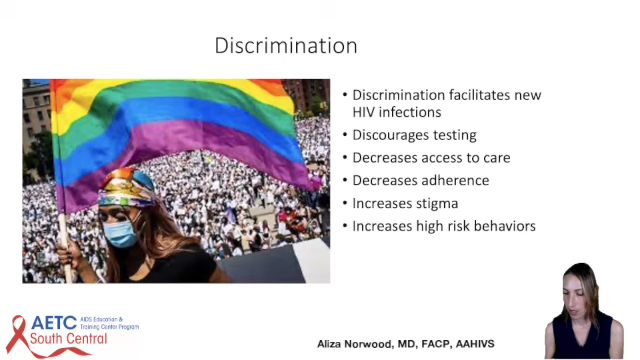 Discrimination
• Discrimination facilitates new
HIV infections
• Discourages testing
• Decreases access to care
• Decreases adherence
• Increases stigma
• Increases high risk behaviors
AETC
AIDS Education &
Training Center Program
South Central
Aliza Norwood, MD, FACP, AAHIVS